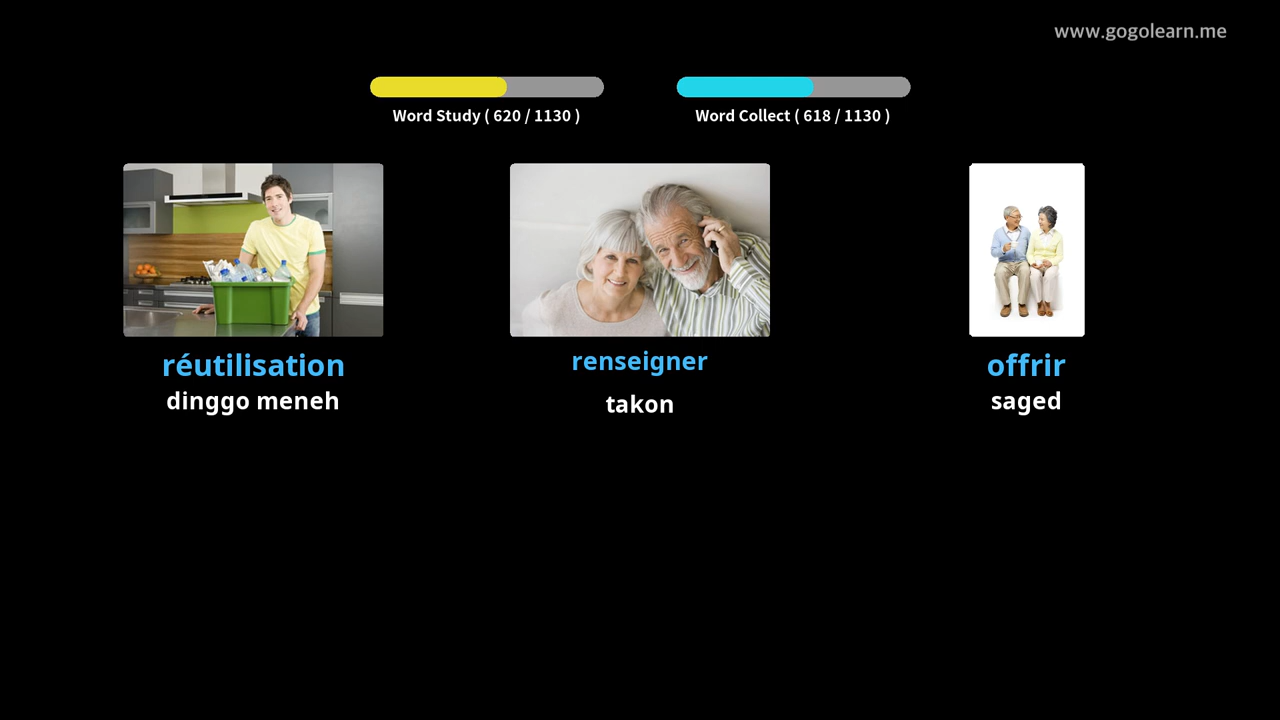 www.gogolearn.me
Word Study ( 620 / 1130 )
Word Collect ( 618 / 1130 )
réutilisation
dinggo meneh
renseigner
takon
offrir
saged